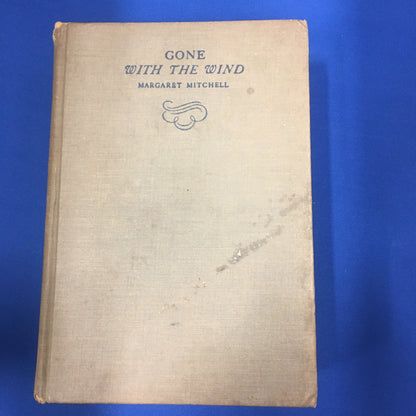 GONE
WITH THE WIND
MARGARET MITCHELL